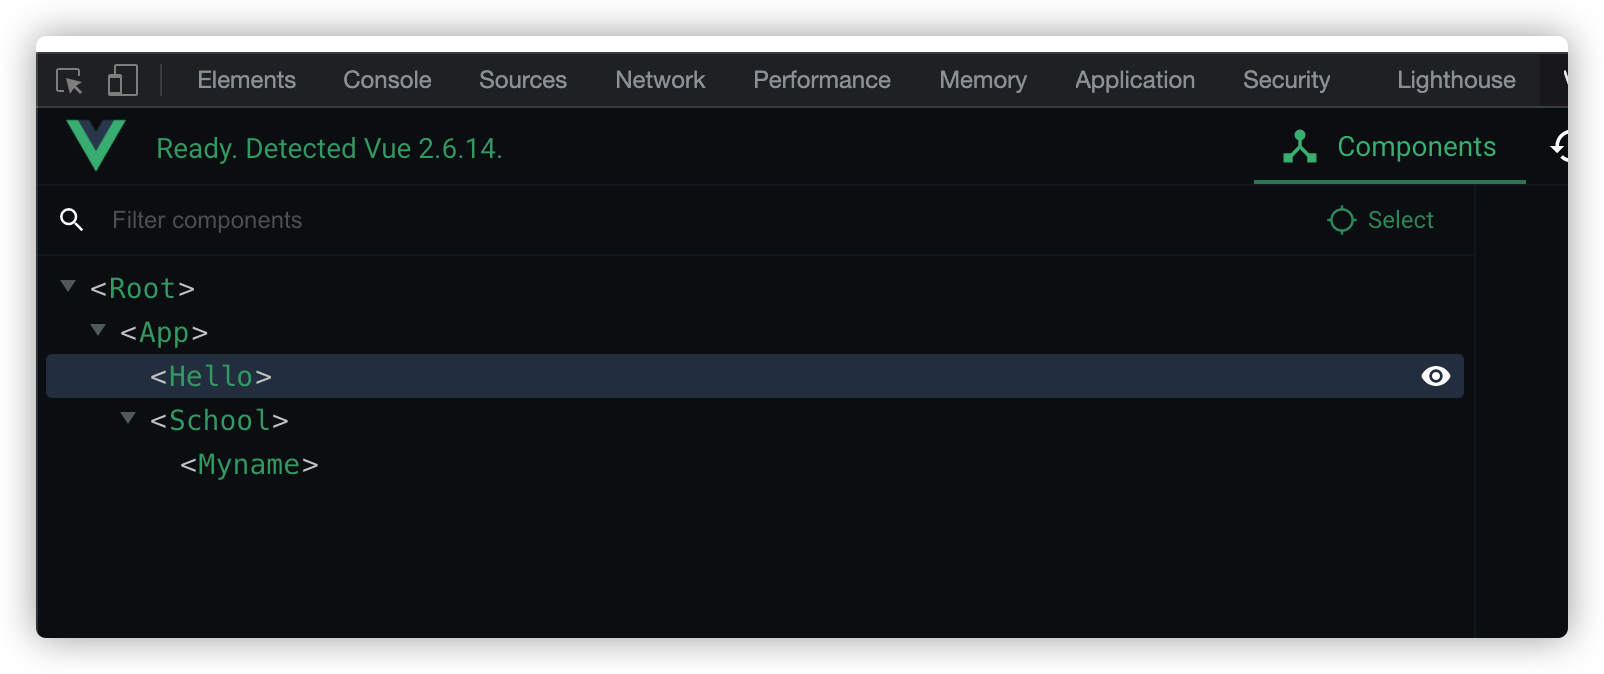 Elements Console Sources Network Performance Memory Application Security Lighthouse
Ready. Detected Vue 2.6.14. Components
Filter components Select
<Root>
<App>
<Hello>
<School>
<Myname>